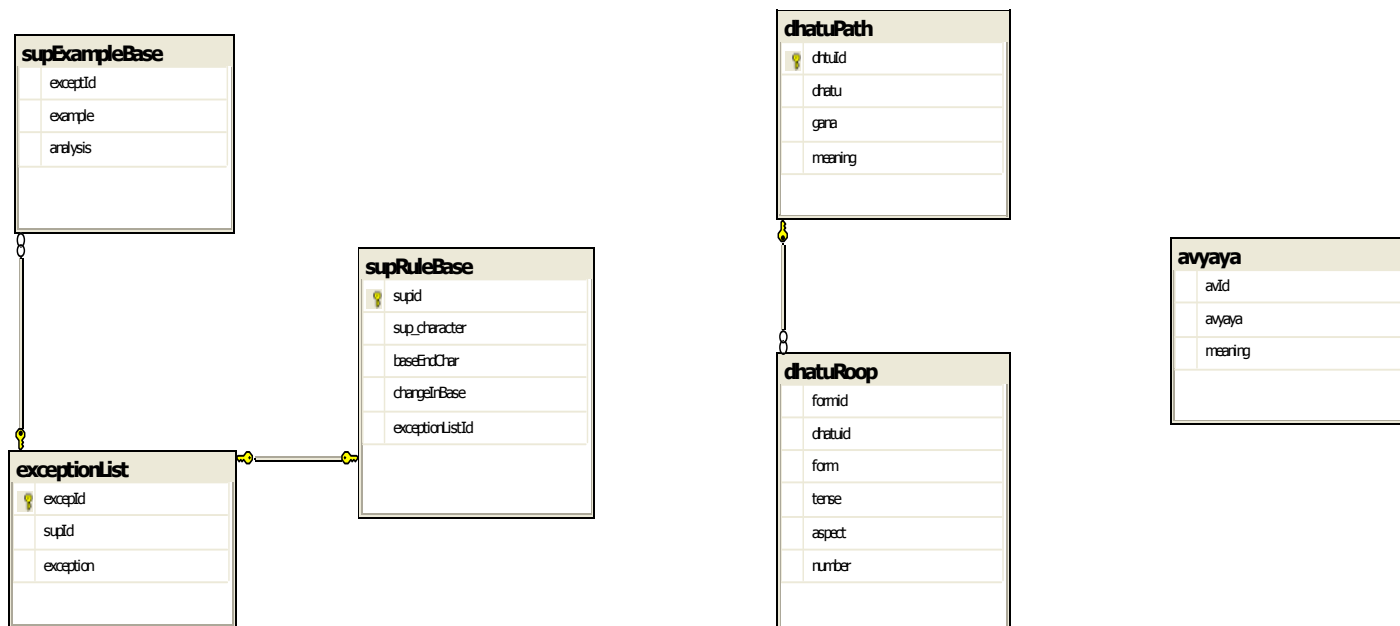 supExampleBase
exceptId
example
analysis
supRuleBase
supid
sup_character
baseEndChar
changeInBase
exceptionListId
exceptionList
excepId
supId
exception
dhatuPath
dhtuId
dhatu
gana
meaning
dhatuRoop
formid
dhatuid
form
tense
aspect
number
avyaya
avId
avyaya
meaning